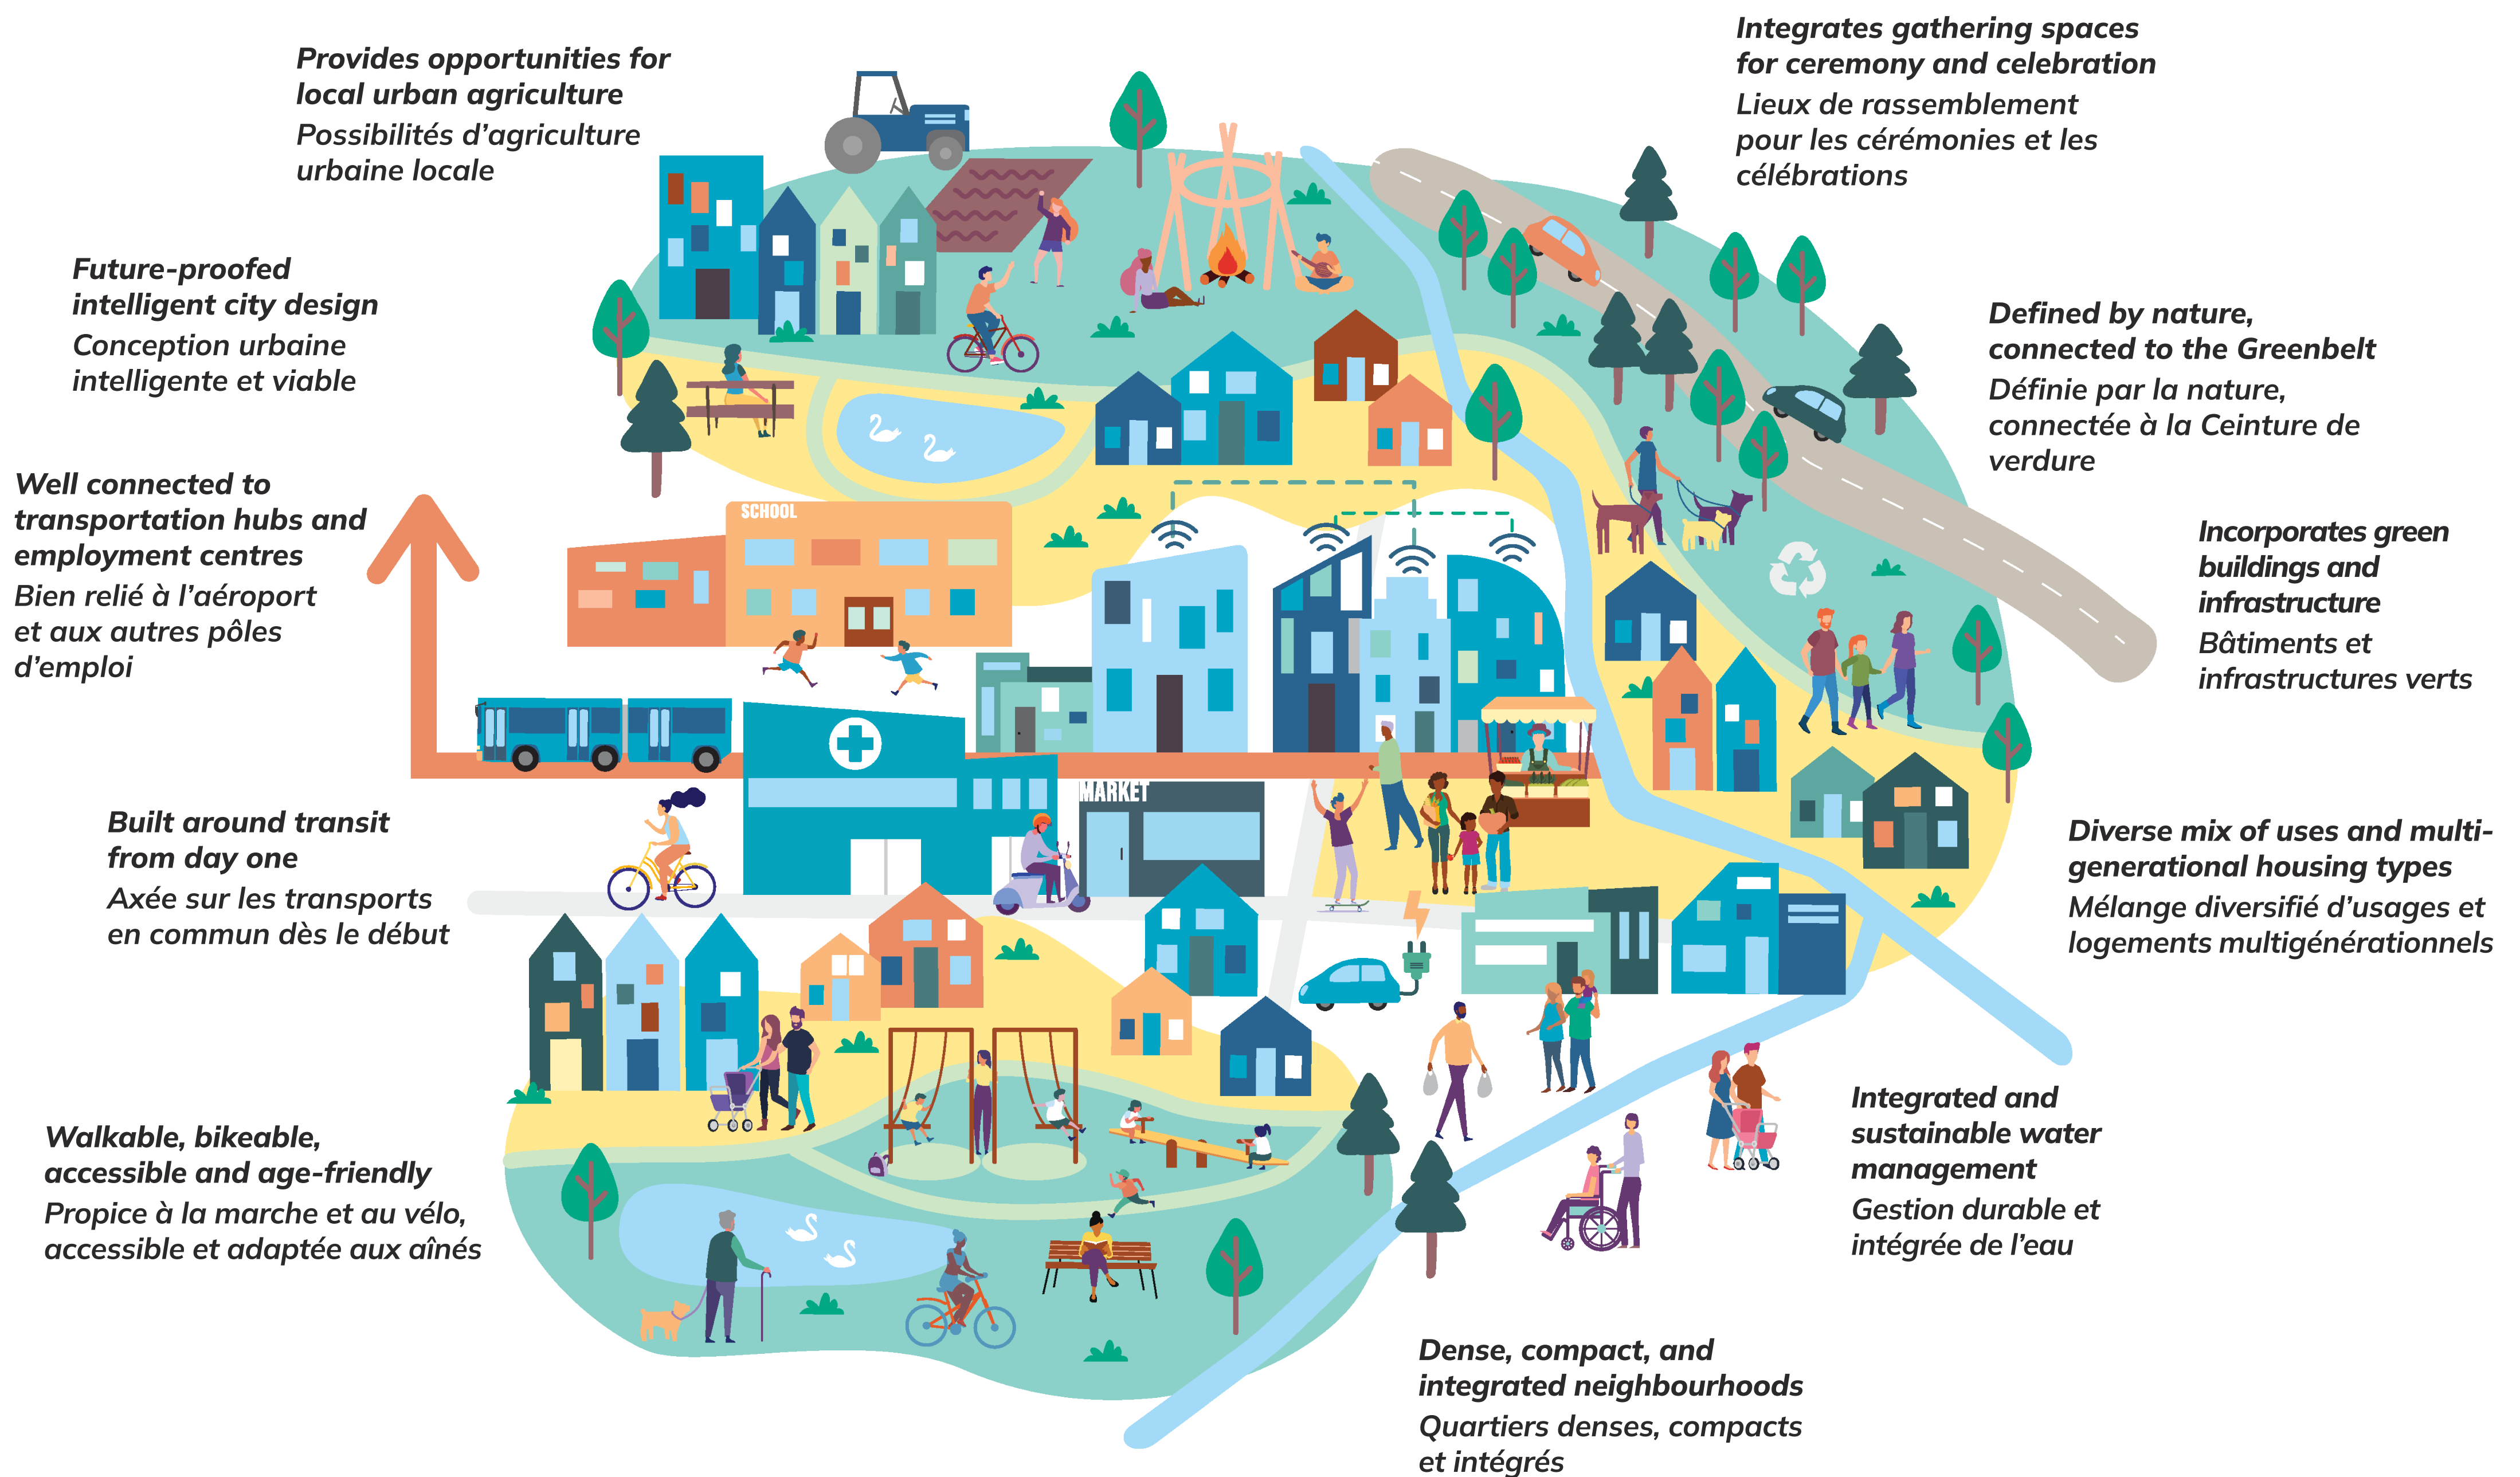 Provides opportunities for
local urban agriculture
Possibilités d’agriculture
urbaine locale
Integrates gathering spaces
for ceremony and celebration
Lieux de rassemblement
pour les cérémonies et les
célébrations
Future-proofed
intelligent city design
Conception urbaine
intelligente et viable
Defined by nature,
connected to the Greenbelt
Définie par la nature,
connectée à la Ceinture de
verdure
Well connected to
transportation hubs and
employment centres
Bien relié à l’aéroport
et aux autres pôles
d’emploi
SCHOOL
Incorporates green
buildings and
infrastructure
Bâtiments et
infrastructures verts
MARKET
Built around transit
from day one
Axée sur les transports
en commun dès le début
Diverse mix of uses and multi-
generational housing types
Mélange diversifié d’usages et
logements multigénérationnels
Walkable, bikeable,
accessible and age-friendly
Propice à la marche et au vélo,
accessible et adaptée aux aînés
Integrated and
sustainable water
management
Gestion durable et
intégrée de l’eau
Dense, compact, and
integrated neighbourhoods
Quartiers denses, compacts
et intégrés